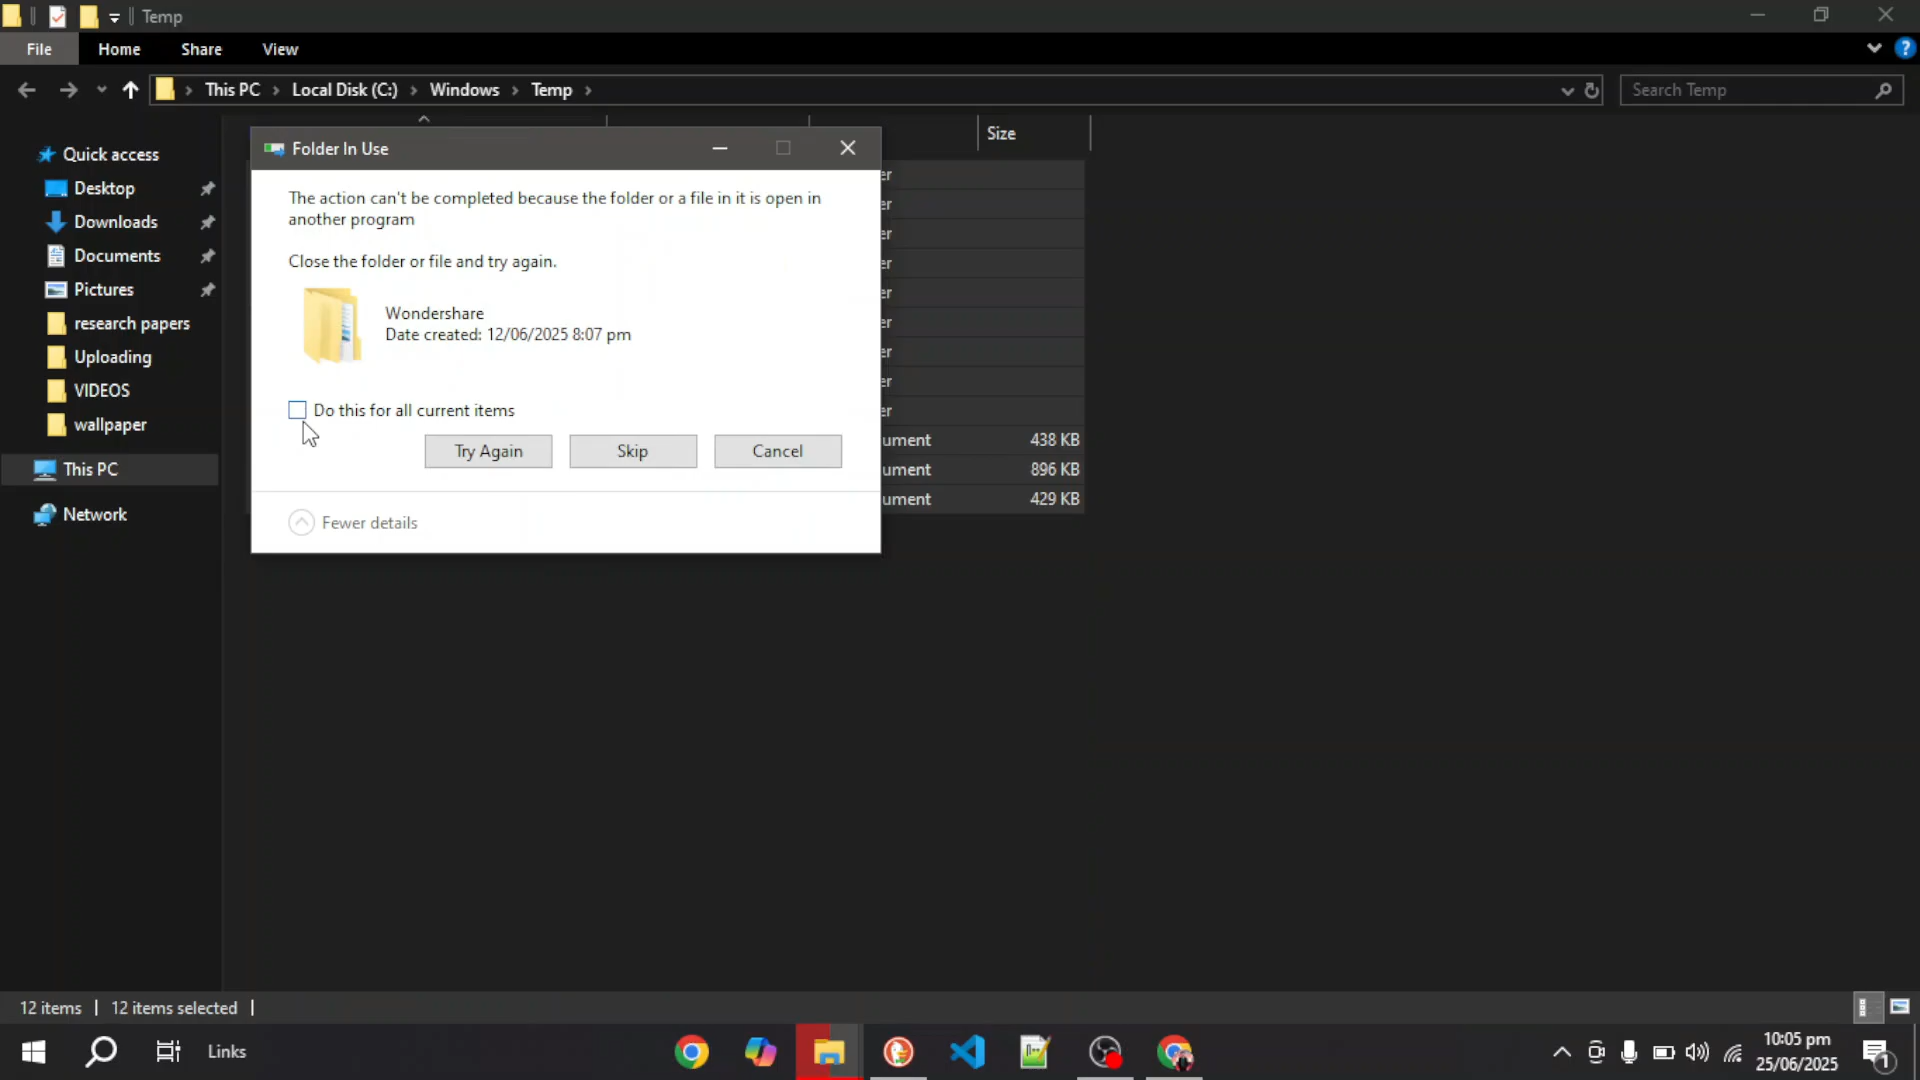 Temp
File Home Share View
This PC Local Disk (C:) Windows Temp
Search Temp
Size
Quick access
Desktop
Downloads
Documents
Pictures
research papers
Uploading
VIDEOS
wallpaper
This PC
Network
Folder In Use
The action can't be completed because the folder or a file in it is open in
another program
Close the folder or file and try again.
Wondershare
Date created: 12/06/2025 8:07 pm
Do this for all current items
Try Again Skip Cancel
Fewer details
er
er
er
er
er
er
er
er
er
ument 438 KB
ument 896 KB
ument 429 KB
12 items 12 items selected
Links
10:05 pm
25/06/2025
1